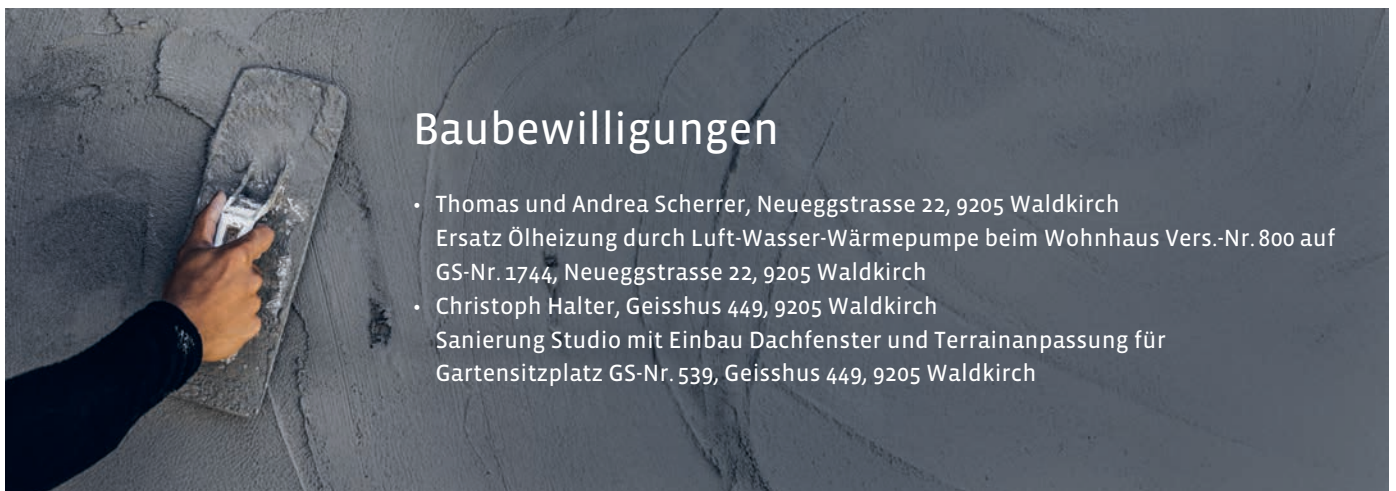 Baubewilligungen
• Thomas und Andrea Scherrer, Neueggstrasse 22, 9205 Waldkirch
Ersatz Ölheizung durch Luft-Wasser-Wärmepumpe beim Wohnhaus Vers.-Nr. 800 auf
GS-Nr. 1744, Neueggstrasse 22, 9205 Waldkirch
• Christoph Halter, Geisshus 449, 9205 Waldkirch
Sanierung Studio mit Einbau Dachfenster und Terrainanpassung für
Gartensitzplatz GS-Nr. 539, Geisshus 449, 9205 Waldkirch